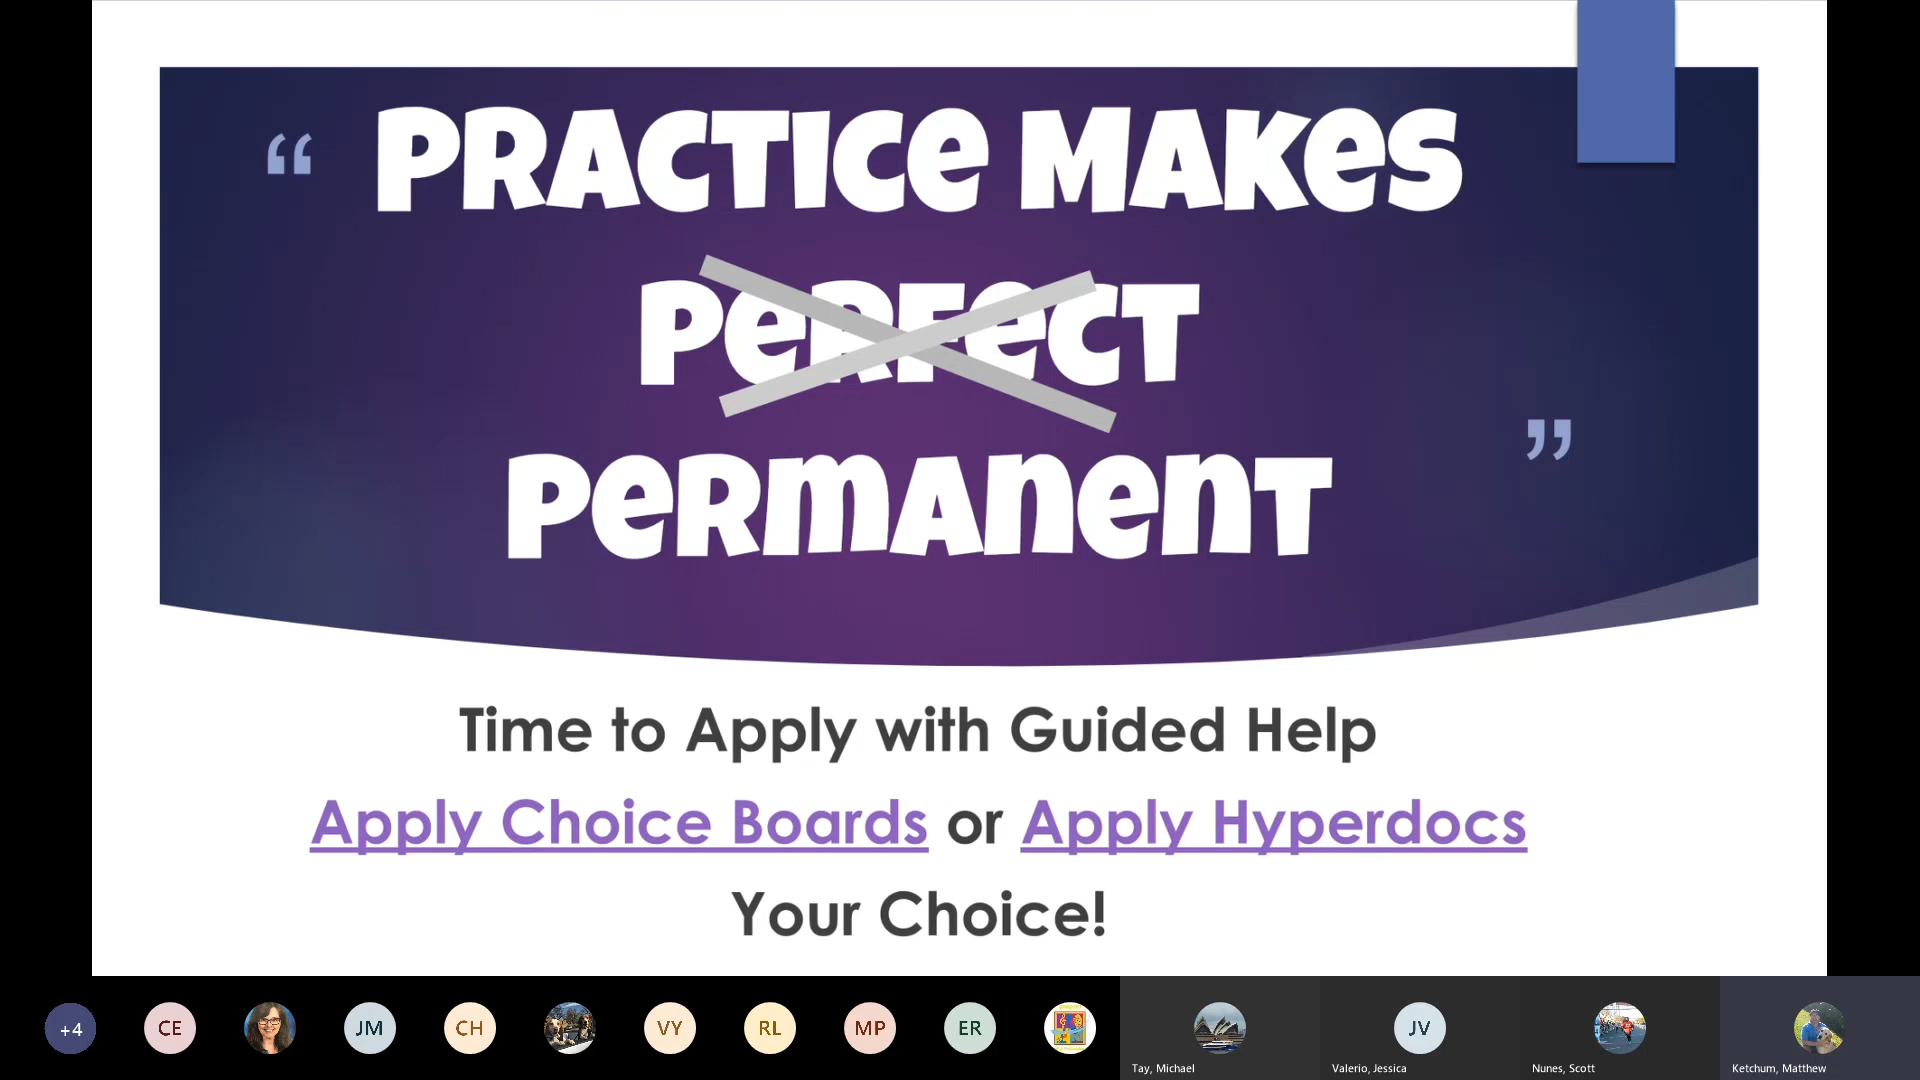 “ PRACTICE MAKES
PERFECT
PERMANENT ”
Time to Apply with Guided Help
Apply Choice Boards or Apply Hyperdocs
Your Choice!
+4 CE JM CH VY RL MP ER JV
Tay, Michael Valerio, Jessica Nunes, Scott Ketchum, Matthew